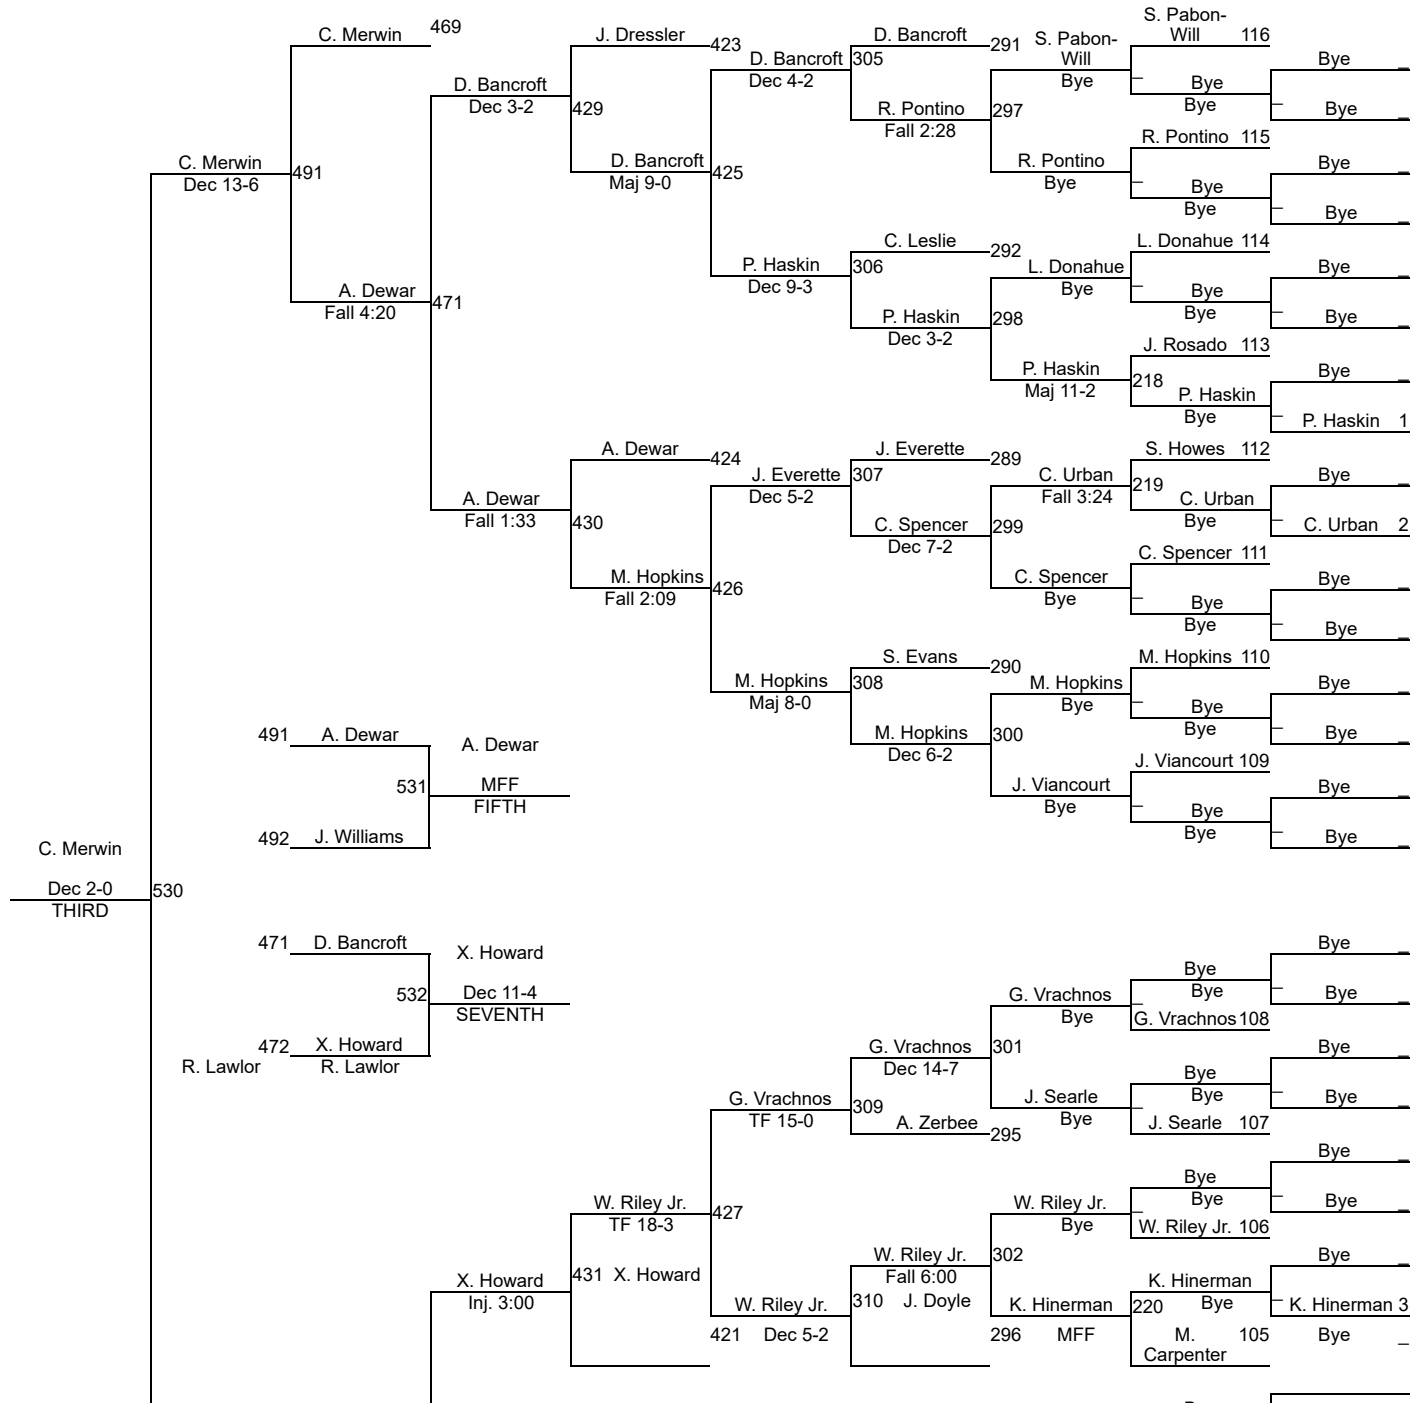 S. Pabon-
Will 116
C. Merwin 469
J. Dressler 423
D. Bancroft 291
S. Pabon-
Will
Bye
D. Bancroft 305
Dec 4-2
Bye _
D. Bancroft
Dec 3-2
429
R. Pontino
Fall 2:28
297
_ Bye
Bye
_ Bye _
R. Pontino 115
C. Merwin
Dec 13-6
491
D. Bancroft
Maj 9-0
425
R. Pontino
Bye
Bye _
_ Bye
Bye
_ Bye _
C. Leslie 292
L. Donahue 114
P. Haskin
Dec 9-3
306
L. Donahue
Bye
Bye _
A. Dewar
Fall 4:20
471
P. Haskin
Dec 3-2
298
_ Bye
Bye
_ Bye _
J. Rosado 113
P. Haskin
Maj 11-2
218
P. Haskin
Bye
Bye _
_ P. Haskin 1
A. Dewar 424
J. Everette 289
S. Howes 112
J. Everette
Dec 5-2
307
C. Urban
Fall 3:24
219
Bye _
A. Dewar
Fall 1:33
430
C. Spencer
Dec 7-2
299
C. Urban
Bye
_ C. Urban 2
C. Spencer 111
M. Hopkins
Fall 2:09
426
C. Spencer
Bye
Bye _
_ Bye
Bye
_ Bye _
S. Evans 290
M. Hopkins 110
M. Hopkins
Maj 8-0
308
M. Hopkins
Bye
Bye _
_ Bye
Bye
_ Bye _
491 A. Dewar
A. Dewar
M. Hopkins
Dec 6-2
300
J. Viancourt 109
531 MFF
FIFTH
J. Viancourt
Bye
Bye _
_ Bye
Bye
_ Bye _
492 J. Williams
C. Merwin
Dec 2-0
THIRD
530
471 D. Bancroft
X. Howard
Bye _
532 Dec 11-4
SEVENTH
G. Vrachnos
Bye
Bye
Bye
_ Bye _
_
G. Vrachnos 108
472 X. Howard
R. Lawlor R. Lawlor
G. Vrachnos
Dec 14-7
301
Bye _
G. Vrachnos
TF 15-0
309
J. Searle
Bye
Bye
Bye
_ Bye _
_
A. Zerbee 295
J. Searle 107
Bye _
W. Riley Jr.
TF 18-3
427
W. Riley Jr.
Bye
Bye
Bye
_ Bye _
_
W. Riley Jr. 106
X. Howard
Inj. 3:00
431 X. Howard
W. Riley Jr.
Fall 6:00
302
Bye _
W. Riley Jr.
310 J. Doyle
K. Hinerman
K. Hinerman
220 Bye
_ K. Hinerman 3
421 Dec 5-2
296 MFF
M.
Carpenter
105
Bye _